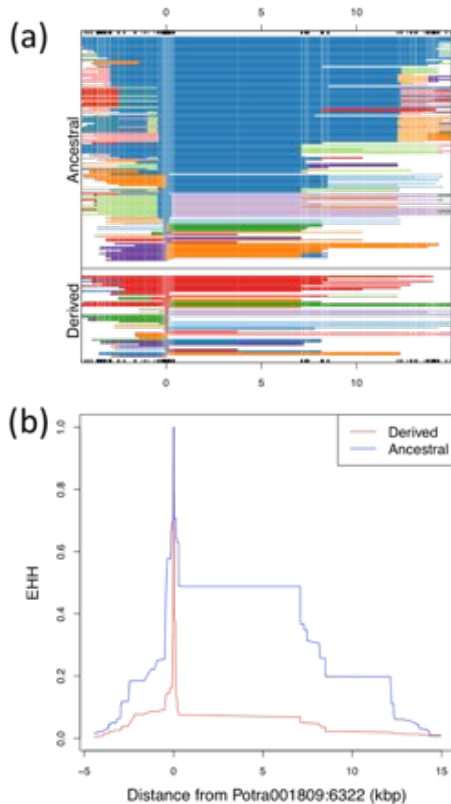 (a)
0 5 10
Ancestral
Derived
0 5 10
(b)
Derived
Ancestral
1.0
0.8
0.6
0.4
0.2
0.0
EHH
−5 0 5 10 15
Distance from Potra001809:6322 (kbp)